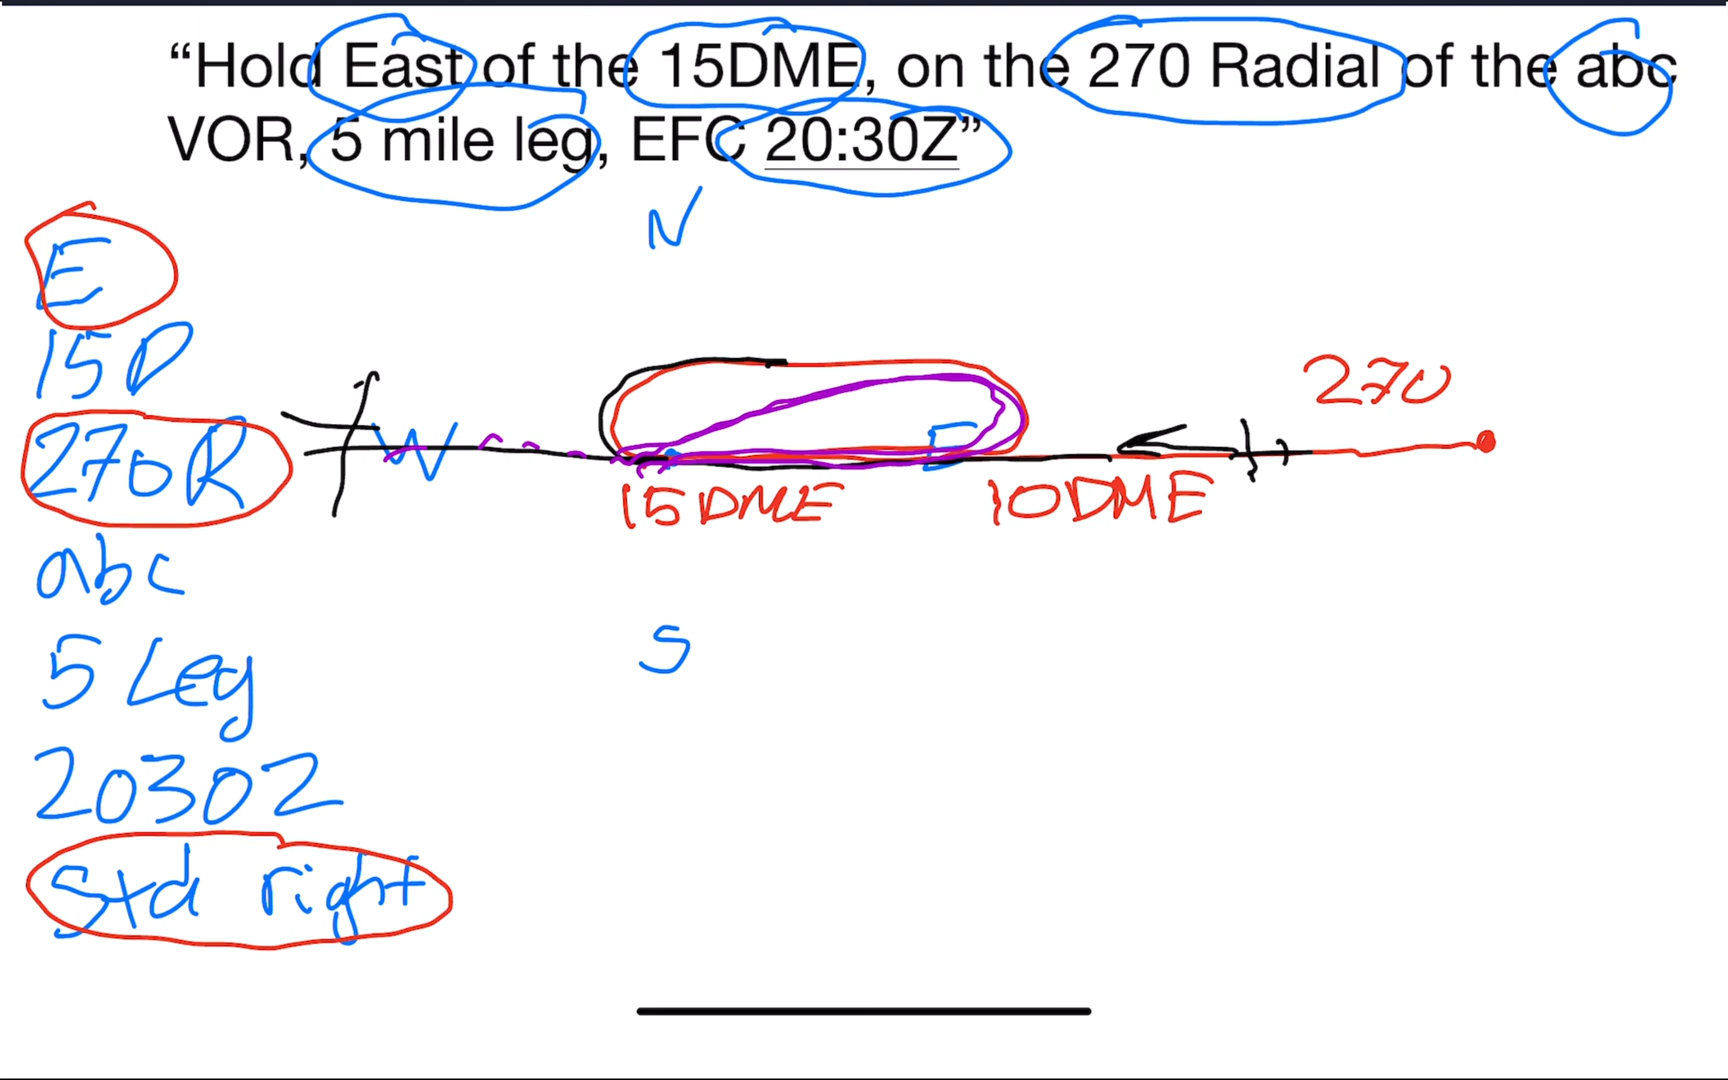 “Hold East of the 15DME, on the 270 Radial of the abc
VOR, 5 mile leg, EFC 20:30Z”
N
E
15D
270
W
E
270R
15DME
10DME
abc
S
5 Leg
2030Z
Std right